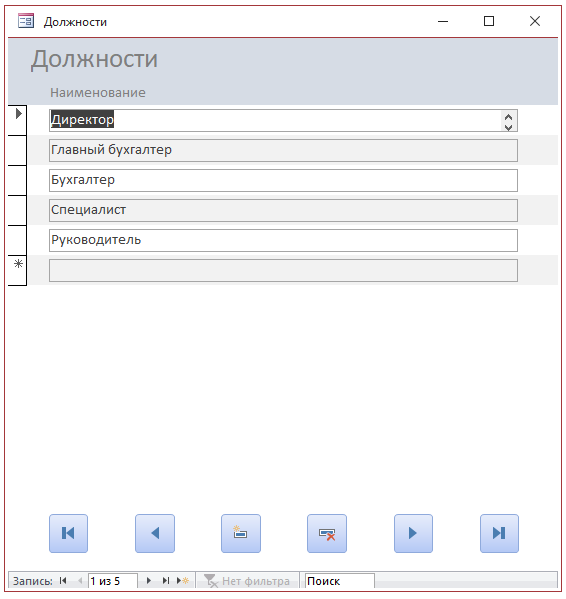 Должности
Должности
Наименование
Директор
Главный бухгалтер
Бухгалтер
Специалист
Руководитель
Запись: 1 из 5 Нет фильтра Поиск